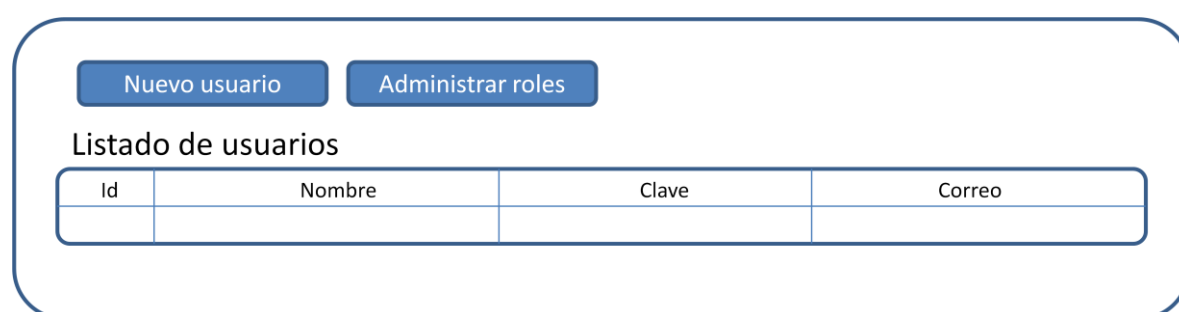 Nuevo usuario Administrar roles
Listado de usuarios
Id Nombre Clave Correo